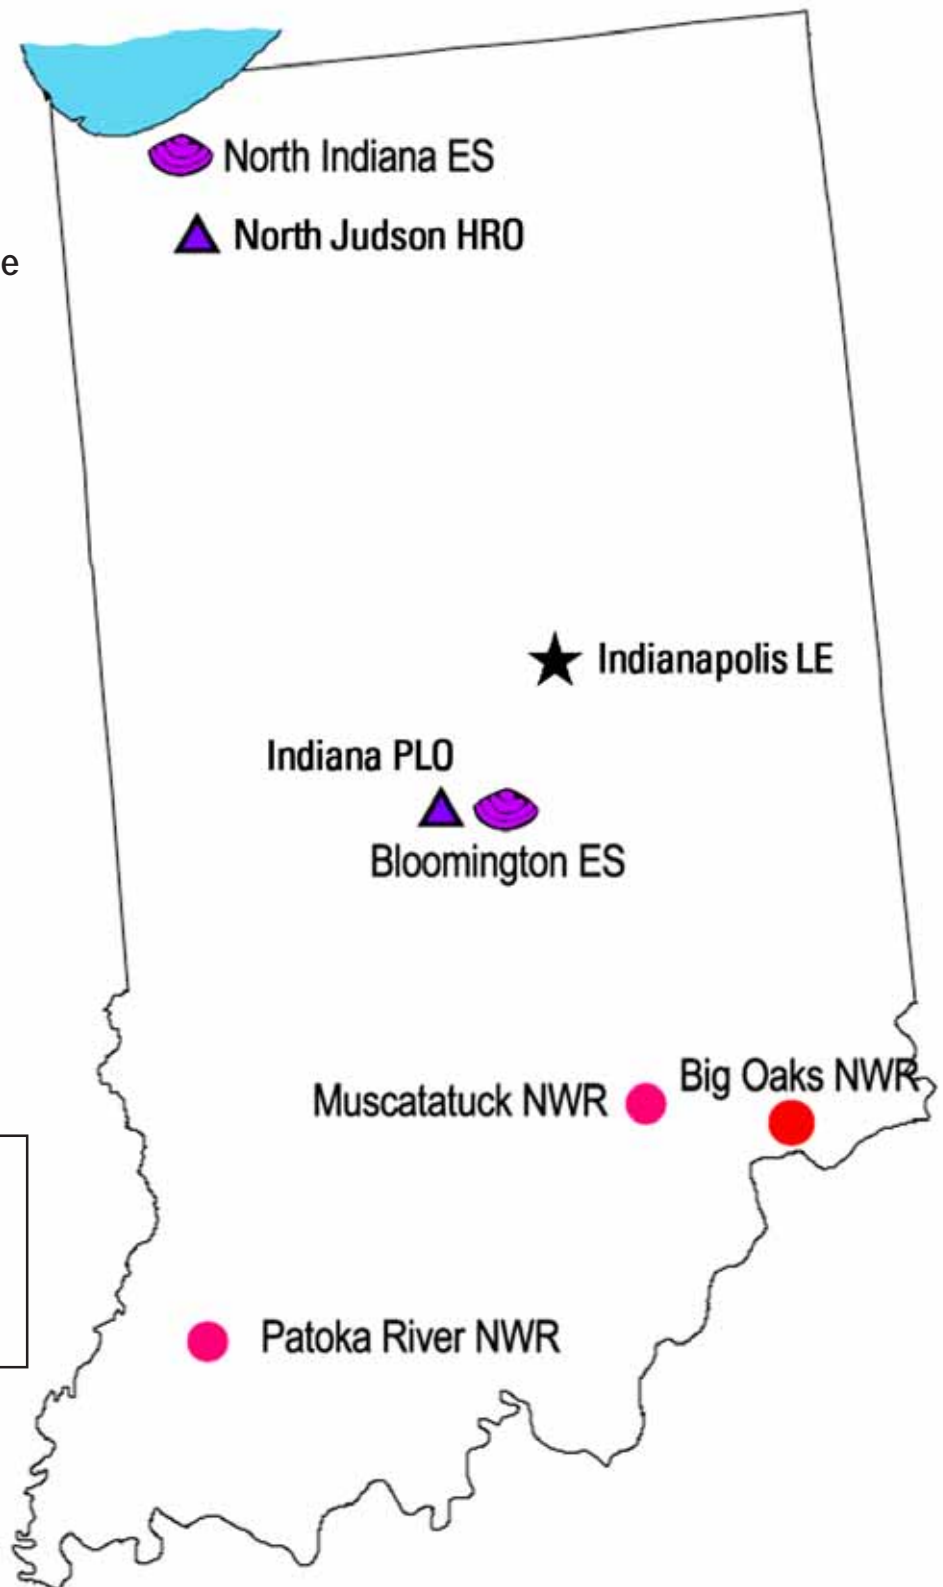 North Indiana ES
North Judson HRO
e
Indianapolis LE
Indiana PLO
Bloomington ES
Big Oaks NWR
Muscatatuck NWR
Patoka River NWR